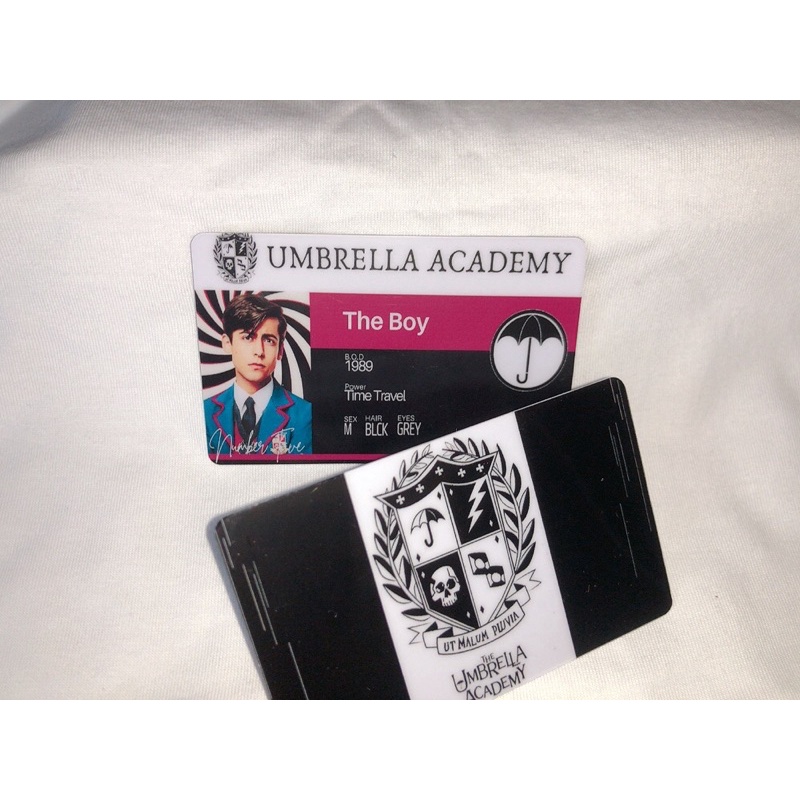 UMBRELLA ACADEMY
The Boy
B.O.D
1989
Power
Time Travel
SEX HAIR EYES
M BLCK GREY
Number Five
UT MALUM PLUVIA
THE
UMBRELLA
ACADEMY